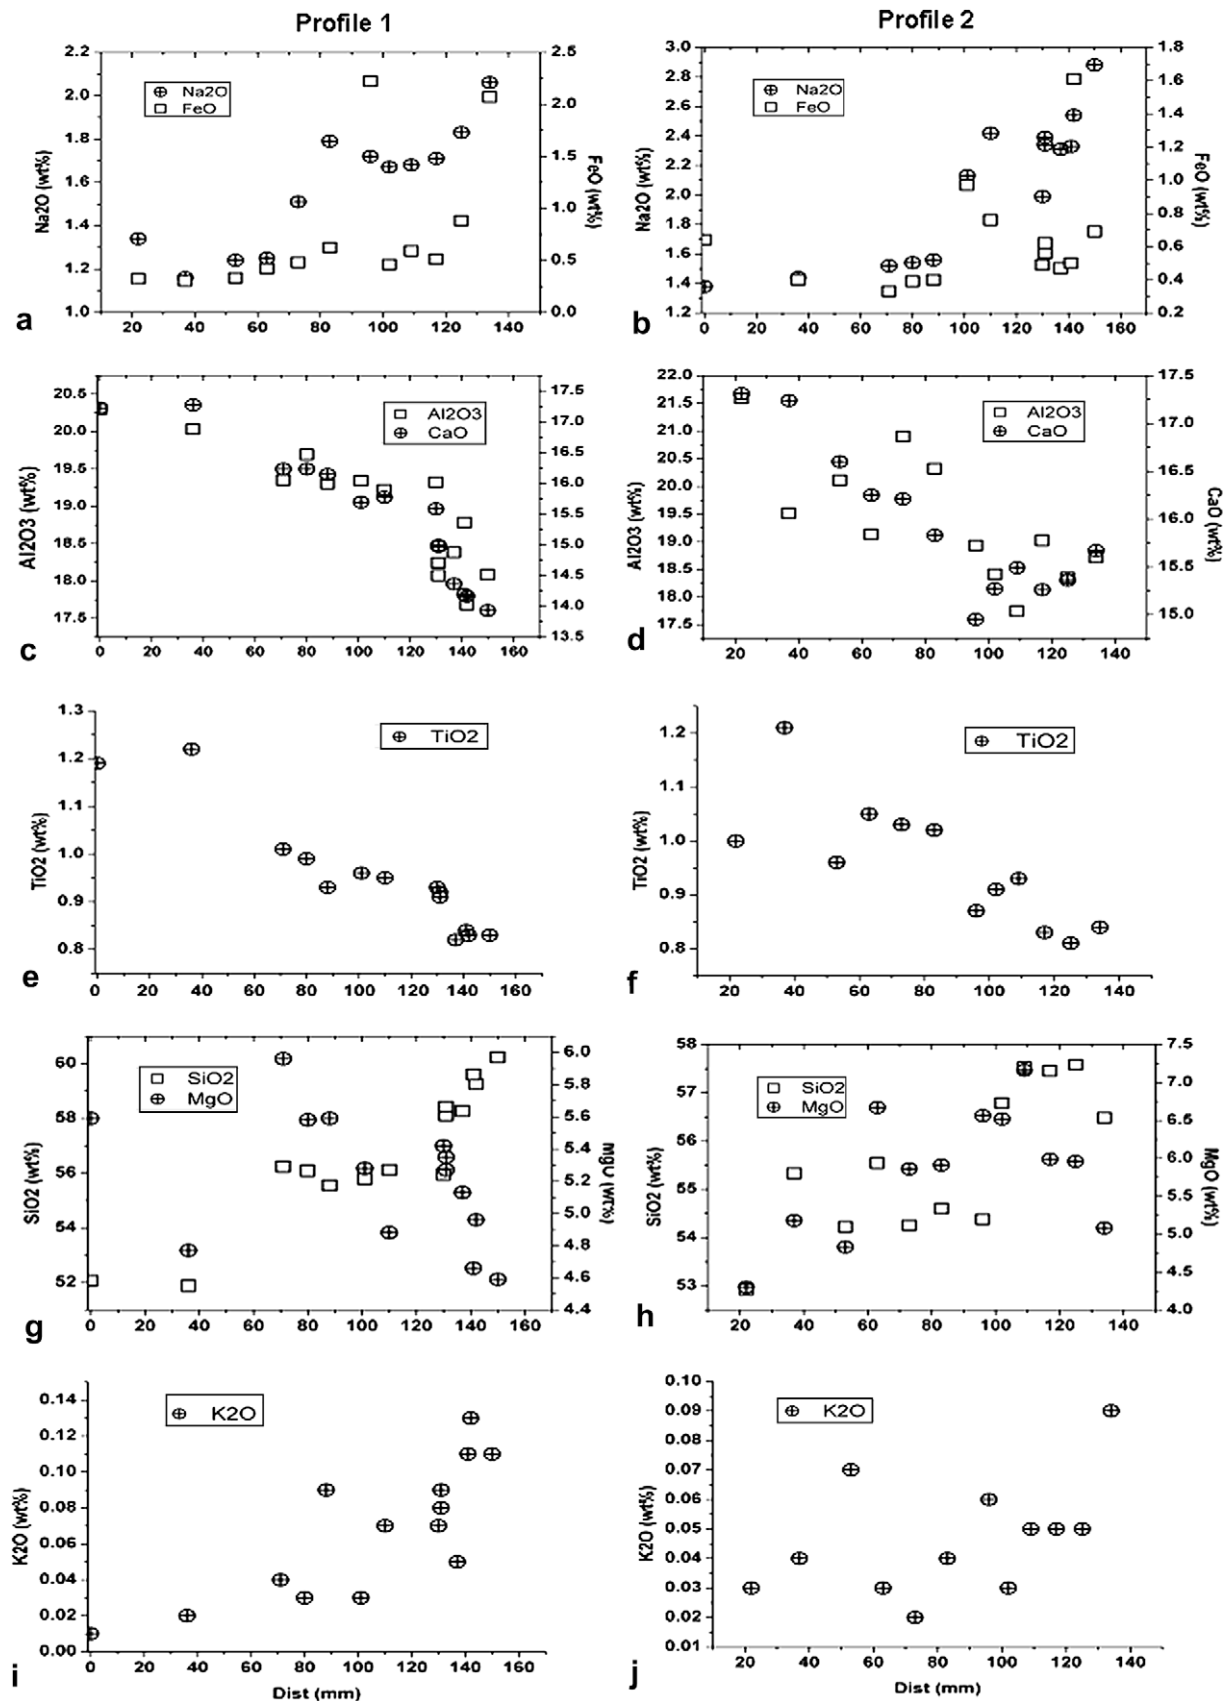 Profile 1
Profile 2
2.2
2.0
1.8
1.6
1.4
1.2
1.0
Na2O (wt%)
Na2O
FeO
2.5
2.0
1.5
1.0
0.5
0.0
FeO (wt%)
20 40 60 80 100 120 140
a
3.0
2.8
2.6
2.4
2.2
2.0
1.8
1.6
1.4
1.2
Na2O (wt%)
Na2O
FeO
1.8
1.6
1.4
1.2
1.0
0.8
0.6
0.4
0.2
FeO (wt%)
0 20 40 60 80 100 120 140 160
b
20.5
20.0
19.5
19.0
18.5
18.0
17.5
Al2O3 (wt%)
Al2O3
CaO
17.5
17.0
16.5
16.0
15.5
15.0
14.5
14.0
13.5
0 20 40 60 80 100 120 140 160
c
22.0
21.5
21.0
20.5
20.0
19.5
19.0
18.5
18.0
17.5
Al2O3 (wt%)
Al2O3
CaO
17.5
17.0
16.5
16.0
15.5
15.0
CaO (wt%)
20 40 60 80 100 120 140
d
1.3
1.2
1.1
1.0
0.9
0.8
TiO2 (wt%)
TiO2
0 20 40 60 80 100 120 140 160
e
1.2
1.1
1.0
0.9
0.8
TiO2 (wt%)
TiO2
20 40 60 80 100 120 140
f
60
58
56
54
52
SiO2 (wt%)
SiO2
MgO
6.0
5.8
5.6
5.4
5.2
5.0
4.8
4.6
4.4
MgO (wt%)
0 20 40 60 80 100 120 140 160
g
58
57
56
55
54
53
SiO2 (wt%)
SiO2
MgO
7.5
7.0
6.5
6.0
5.5
5.0
4.5
4.0
MgO (wt%)
20 40 60 80 100 120 140
h
0.14
0.12
0.10
0.08
0.06
0.04
0.02
0.00
K2O (wt%)
K2O
0 20 40 60 80 100 120 140 160
Dist (mm)
i
0.10
0.09
0.08
0.07
0.06
0.05
0.04
0.03
0.02
0.01
K2O (wt%)
K2O
20 40 60 80 100 120 140
Dist (mm)
j